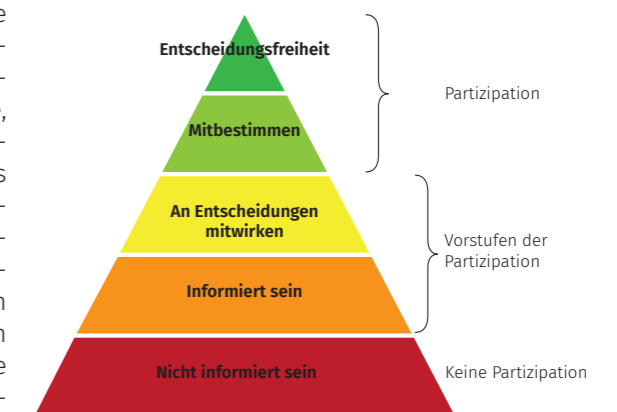 Entscheidungsfreiheit
Partizipation
Mitbestimmen
An Entscheidungen
mitwirken
Vorstufen der
Partizipation
Informiert sein
Nicht informiert sein
Keine Partizipation